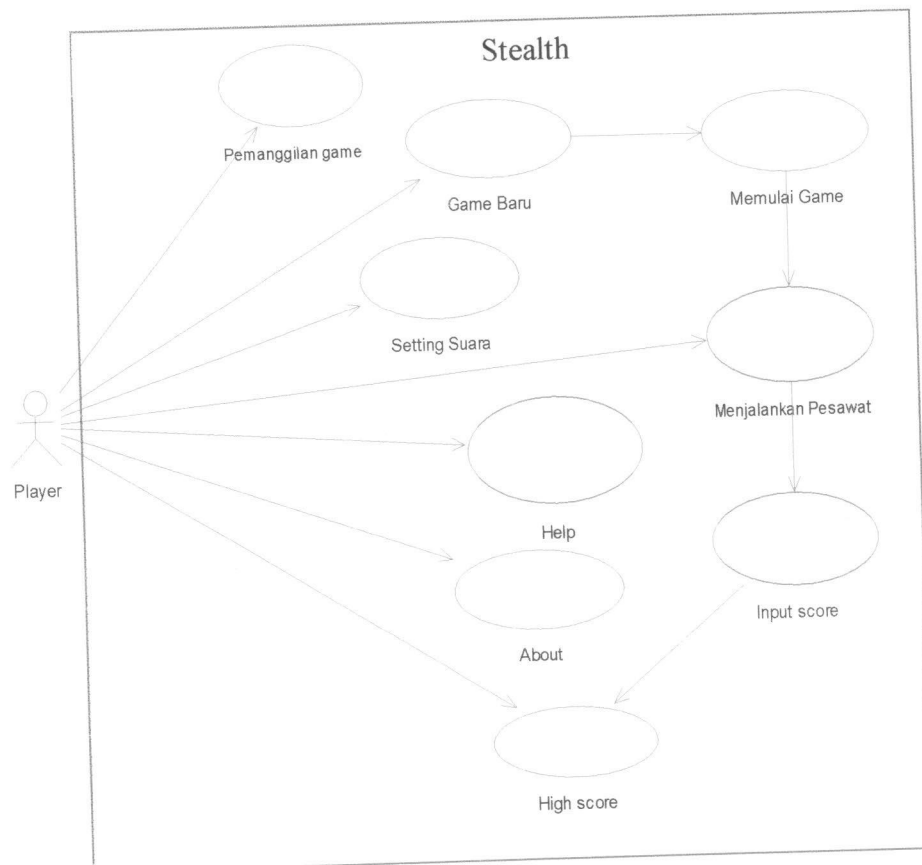 Stealth
Pemanggilan game
Game Baru
Memulai Game
Setting Suara
Menjalankan Pesawat
Player
Help
Input score
About
High score